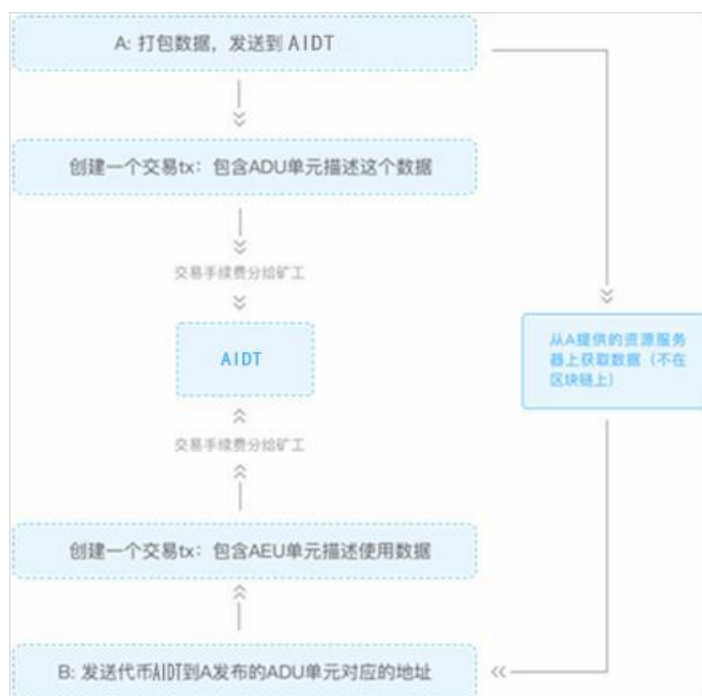 A: 打包数据，发送到 AIDT
创建一个交易tx：包含ADU单元描述这个数据
交易手续费分给矿工
从A提供的资源服务
器上获取数据（不在
区块链上）
AIDT
交易手续费分给矿工
创建一个交易tx：包含AEU单元描述使用数据
B: 发送代币AIDT到A发布的ADU单元对应的地址